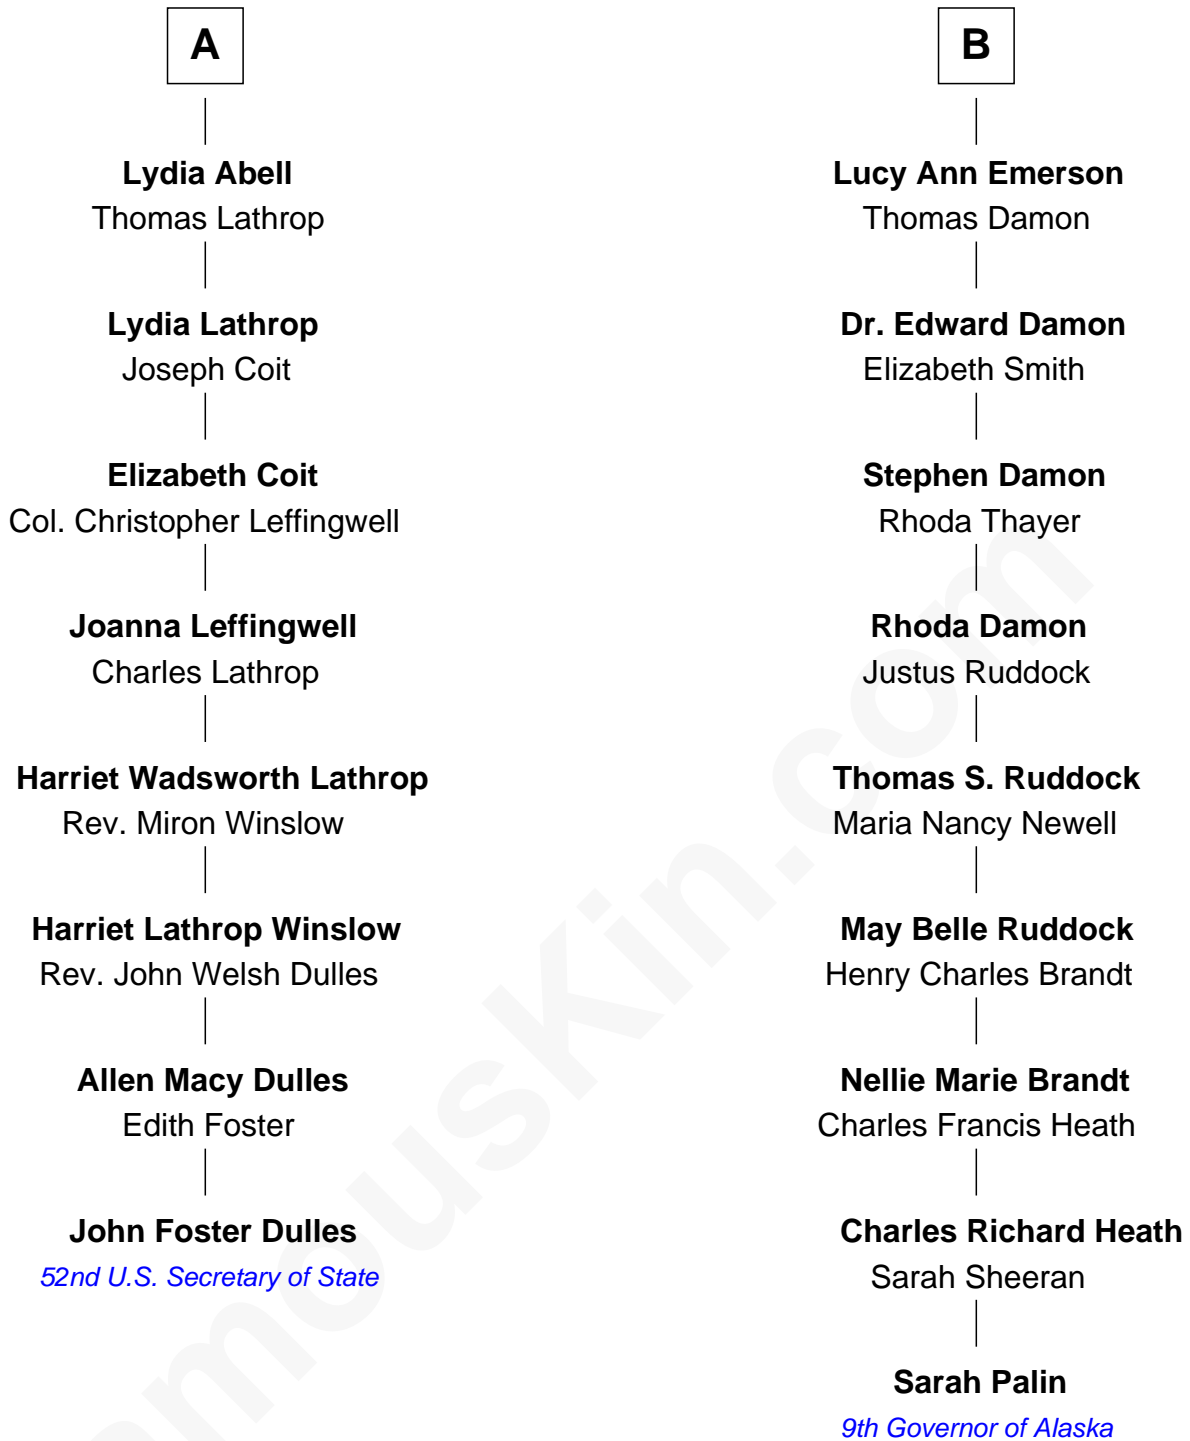 A
Lydia Abell
Thomas Lathrop
Lydia Lathrop
Joseph Coit
Elizabeth Coit
Col. Christopher Leffingwell
Joanna Leffingwell
Charles Lathrop
Harriet Wadsworth Lathrop
Rev. Miron Winslow
Harriet Lathrop Winslow
Rev. John Welsh Dulles
Allen Macy Dulles
Edith Foster
John Foster Dulles
52nd U.S. Secretary of State
B
Lucy Ann Emerson
Thomas Damon
Dr. Edward Damon
Elizabeth Smith
Stephen Damon
Rhoda Thayer
Rhoda Damon
Justus Ruddock
Thomas S. Ruddock
Maria Nancy Newell
May Belle Ruddock
Henry Charles Brandt
Nellie Marie Brandt
Charles Francis Heath
Charles Richard Heath
Sarah Sheeran
Sarah Palin
9th Governor of Alaska
amousKin.com